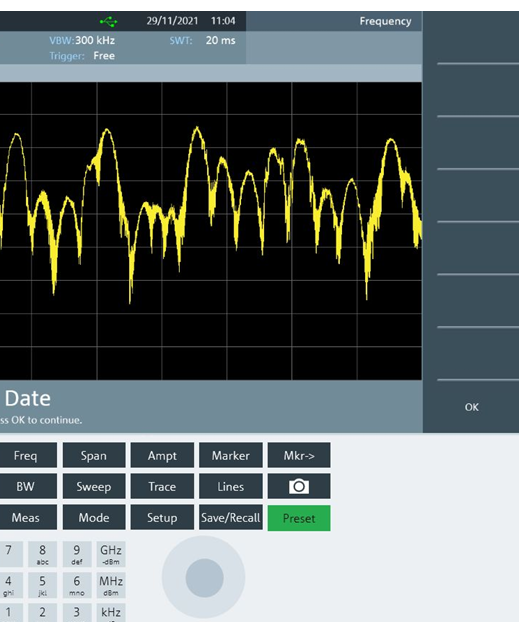 29/11/2021 11:04 Frequency
VBW: 300 kHz SWT: 20 ms
Trigger: Free
Date
ss OK to continue.
OK
Freq Span Ampt Marker Mkr->
BW Sweep Trace Lines
Meas Mode Setup Save/Recall Preset
7 8 9 GHz
abc def -dBm
4 5 6 MHz
ghi jkl mno dBm
1 2 3 kHz